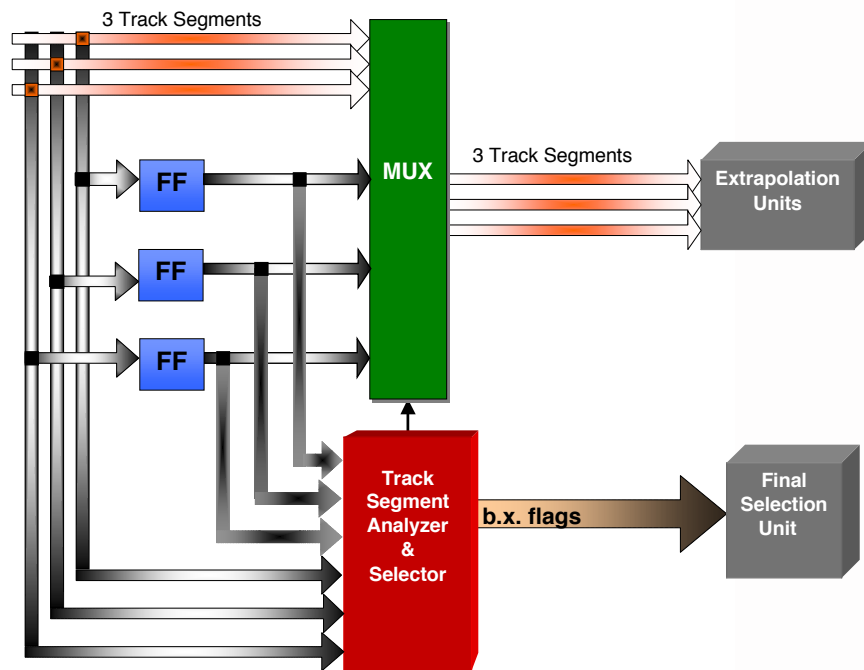 3 Track Segments
MUX
3 Track Segments
Extrapolation
Units
FF
FF
FF
Track
Segment
Analyzer
&
Selector
b.x. flags
Final
Selection
Unit